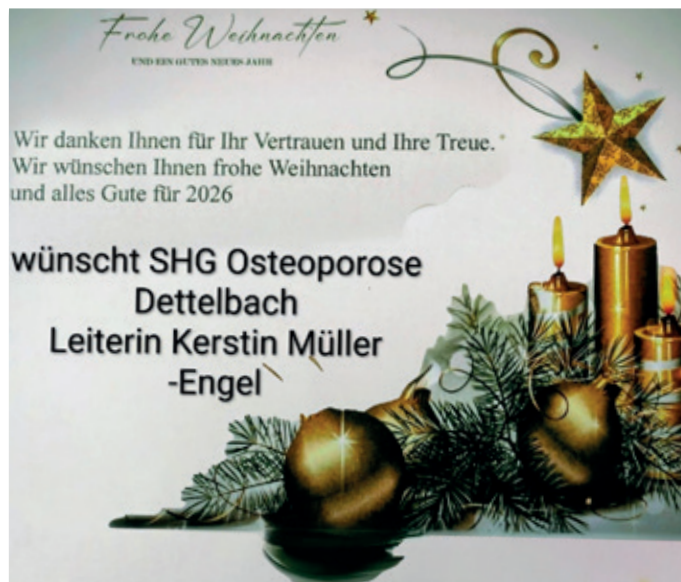 Frohe Weihnachten
UND EIN GUTES NEUES JAHR
Wir danken Ihnen für Ihr Vertrauen und Ihre Treue.
Wir wünschen Ihnen frohe Weihnachten
und alles Gute für 2026
wünscht SHG Osteoporose
Dettelbach
Leiterin Kerstin Müller
-Engel